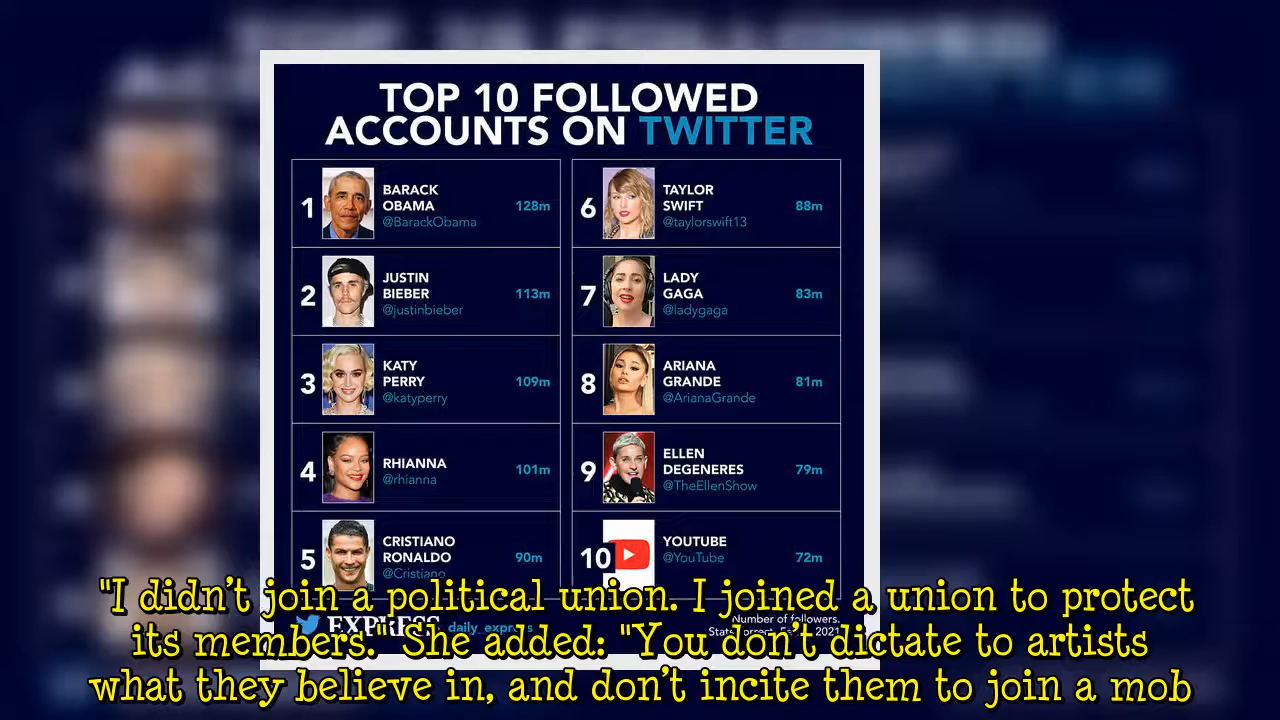 TOP 10 FOLLOWED
ACCOUNTS ON TWITTER
1
BARACK
OBAMA
@BarackObama
128m
2
JUSTIN
BIEBER
@justinbieber
113m
3
KATY
PERRY
@katyperry
109m
4
RHIANNA
@rhianna
101m
5
CRISTIANO
RONALDO
@Cristiano
90m
6
TAYLOR
SWIFT
@taylorswift13
88m
7
LADY
GAGA
@ladygaga
83m
8
ARIANA
GRANDE
@ArianaGrande
81m
9
ELLEN
DEGENERES
@TheEllenShow
79m
10
YOUTUBE
@YouTube
72m
EXPRESS daily_express
Number of followers.
2021
"I didn't join a political union. I joined a union to protect
its members." She added: "You don't dictate to artists
what they believe in, and don't incite them to join a mob